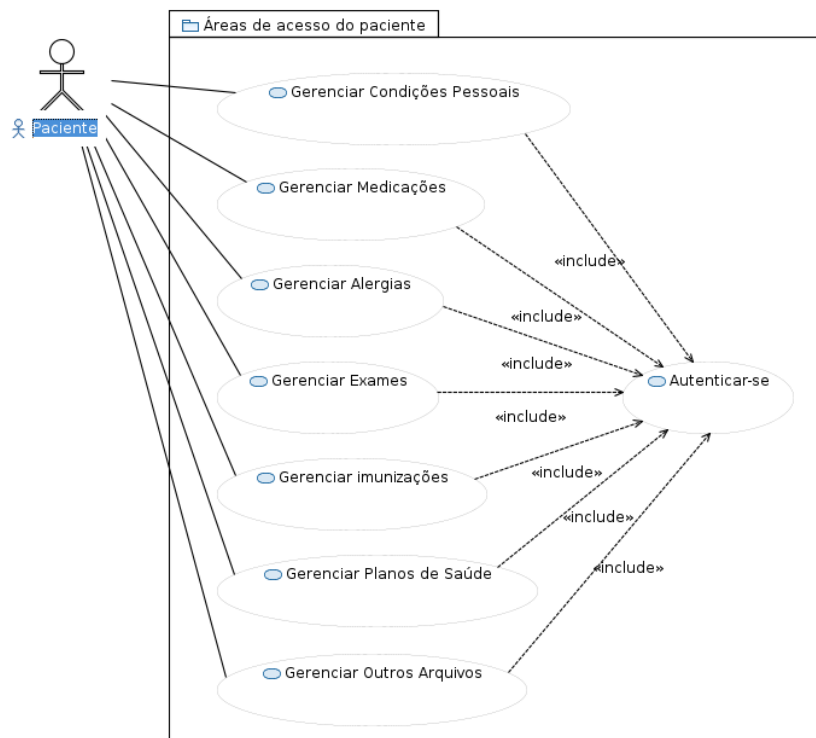 Áreas de acesso do paciente
Gerenciar Condições Pessoais
Paciente
Gerenciar Medicações
«include»
Gerenciar Alergias
«include»
«include»
Gerenciar Exames
Autenticar-se
«include»
Gerenciar imunizações
«include»
«include»
Gerenciar Planos de Saúde
«include»
Gerenciar Outros Arquivos